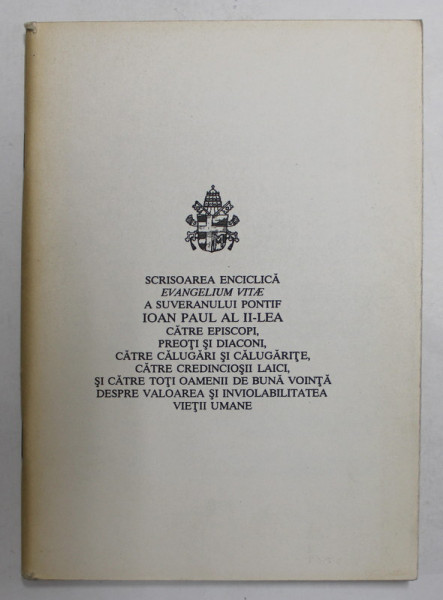 SCRISOAREA ENCICLICĂ
EVANGELIUM VITÆ
A SUVERANULUI PONTIF
IOAN PAUL AL II-LEA
CĂTRE EPISCOPI,
PREOŢI ŞI DIACONI,
CĂTRE CĂLUGĂRI ŞI CĂLUGĂRIŢE,
CĂTRE CREDINCIOŞII LAICI,
ŞI CĂTRE TOŢI OAMENII DE BUNĂ VOINŢĂ
DESPRE VALOAREA ŞI INVIOLABILITATEA
VIEŢII UMANE